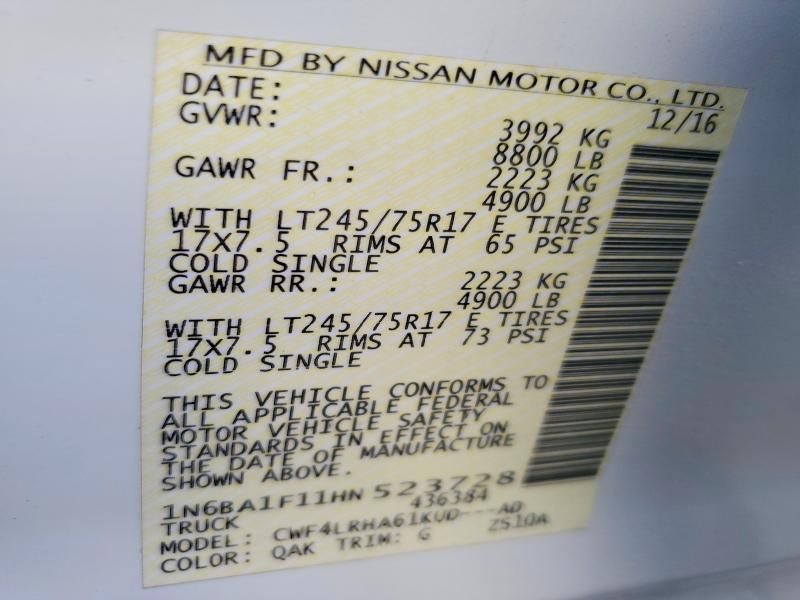 MFD BY NISSAN MOTOR CO., LTD.
DATE: 12/16
GVWR: 3992 KG
8800 LB
GAWR FR.: 2223 KG
4900 LB
WITH LT245/75R17 E TIRES
17X7.5 RIMS AT 65 PSI
COLD SINGLE
GAWR RR.: 2223 KG
4900 LB
WITH LT245/75R17 E TIRES
17X7.5 RIMS AT 73 PSI
COLD SINGLE
THIS VEHICLE CONFORMS TO
ALL APPLICABLE FEDERAL
MOTOR VEHICLE SAFETY
STANDARDS IN EFFECT ON
THE DATE OF MANUFACTURE
SHOWN ABOVE.
1N6BA1F11HN 523728
TRUCK 436384
MODEL: CWF4LRHA61KUD---AD
COLOR: QAK TRIM: G ZS10A